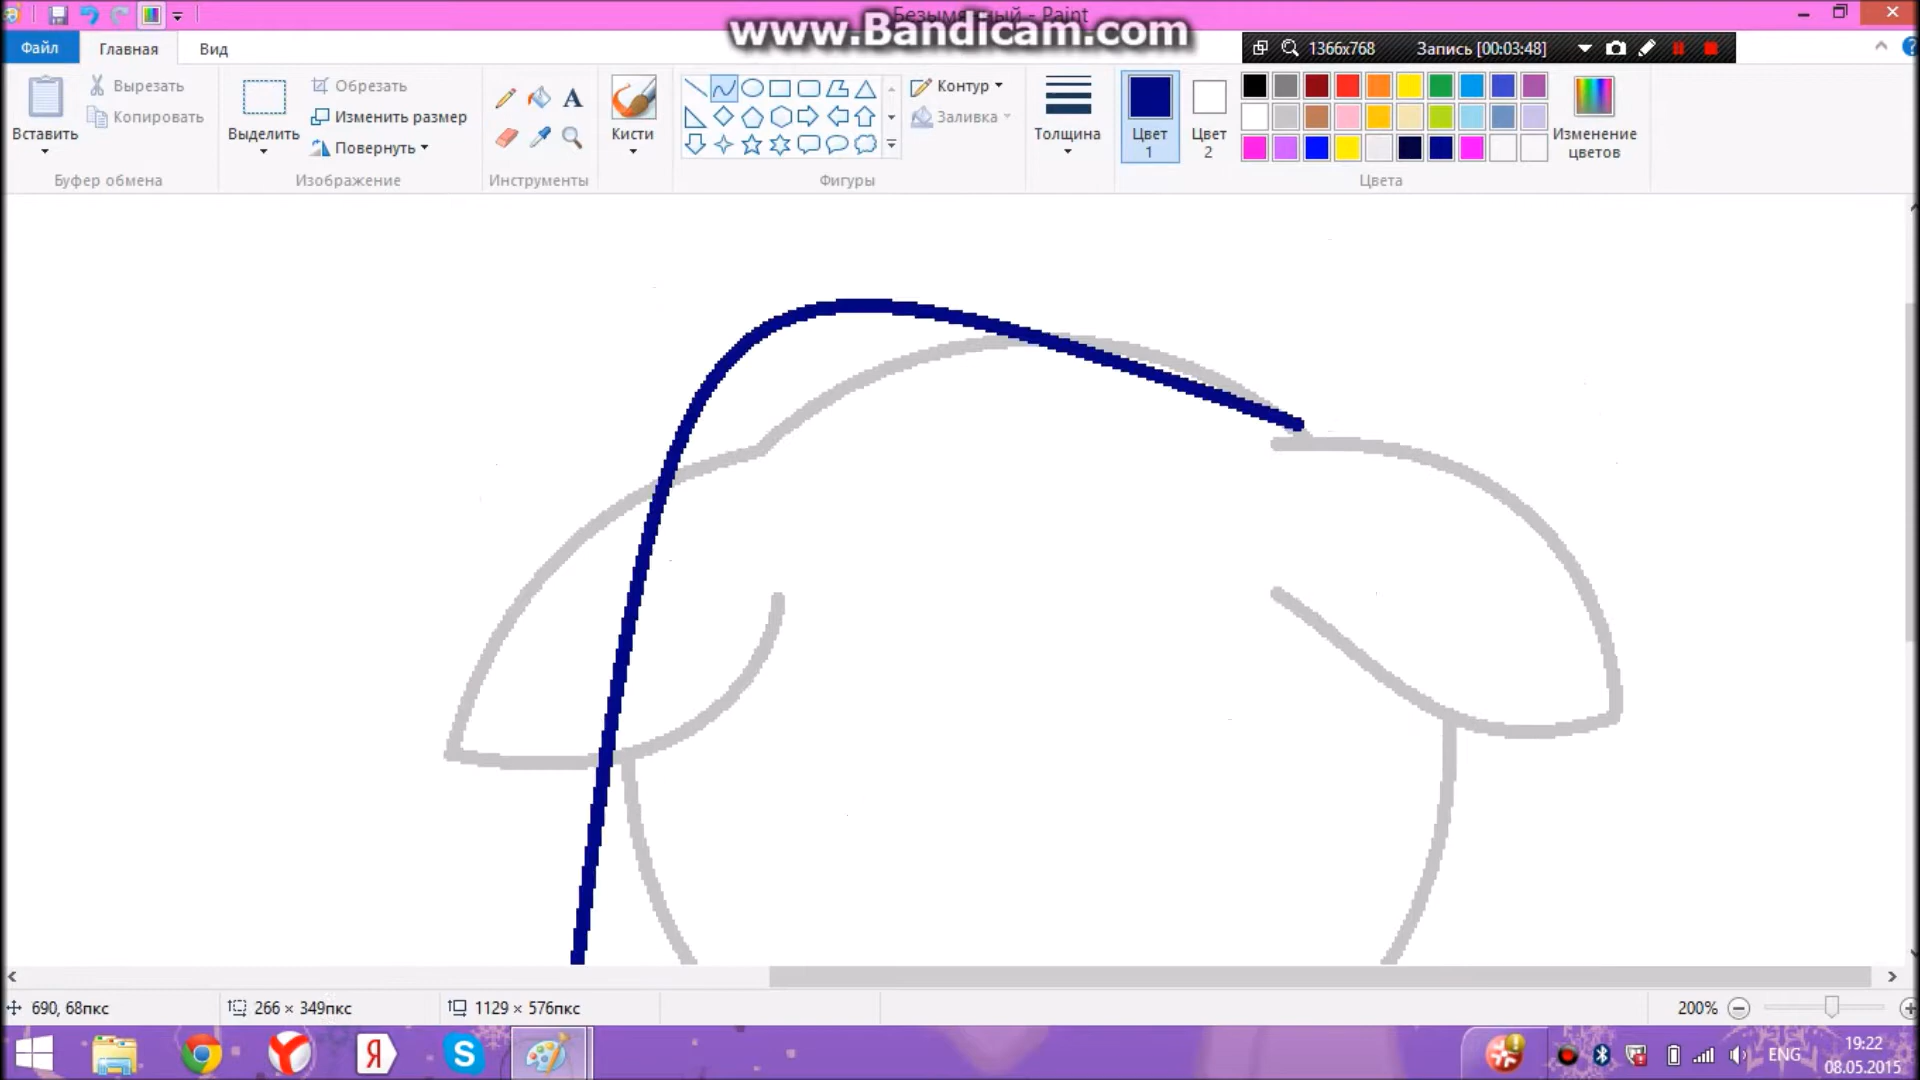 Безымянный - Paint
www.Bandicam.com
Файл
Главная
Вид
1366x768
Запись [00:03:48]
Вставить
Вырезать
Копировать
Буфер обмена
Выделить
Обрезать
Изменить размер
Повернуть
Изображение
A
Инструменты
Кисти
Контур
Заливка
Фигуры
Толщина
Цвет
1
Цвет
2
Изменение
цветов
Цвета
690, 68пкс
266 × 349пкс
1129 × 576пкс
200%
Я
S
ENG
19:22
08.05.2015